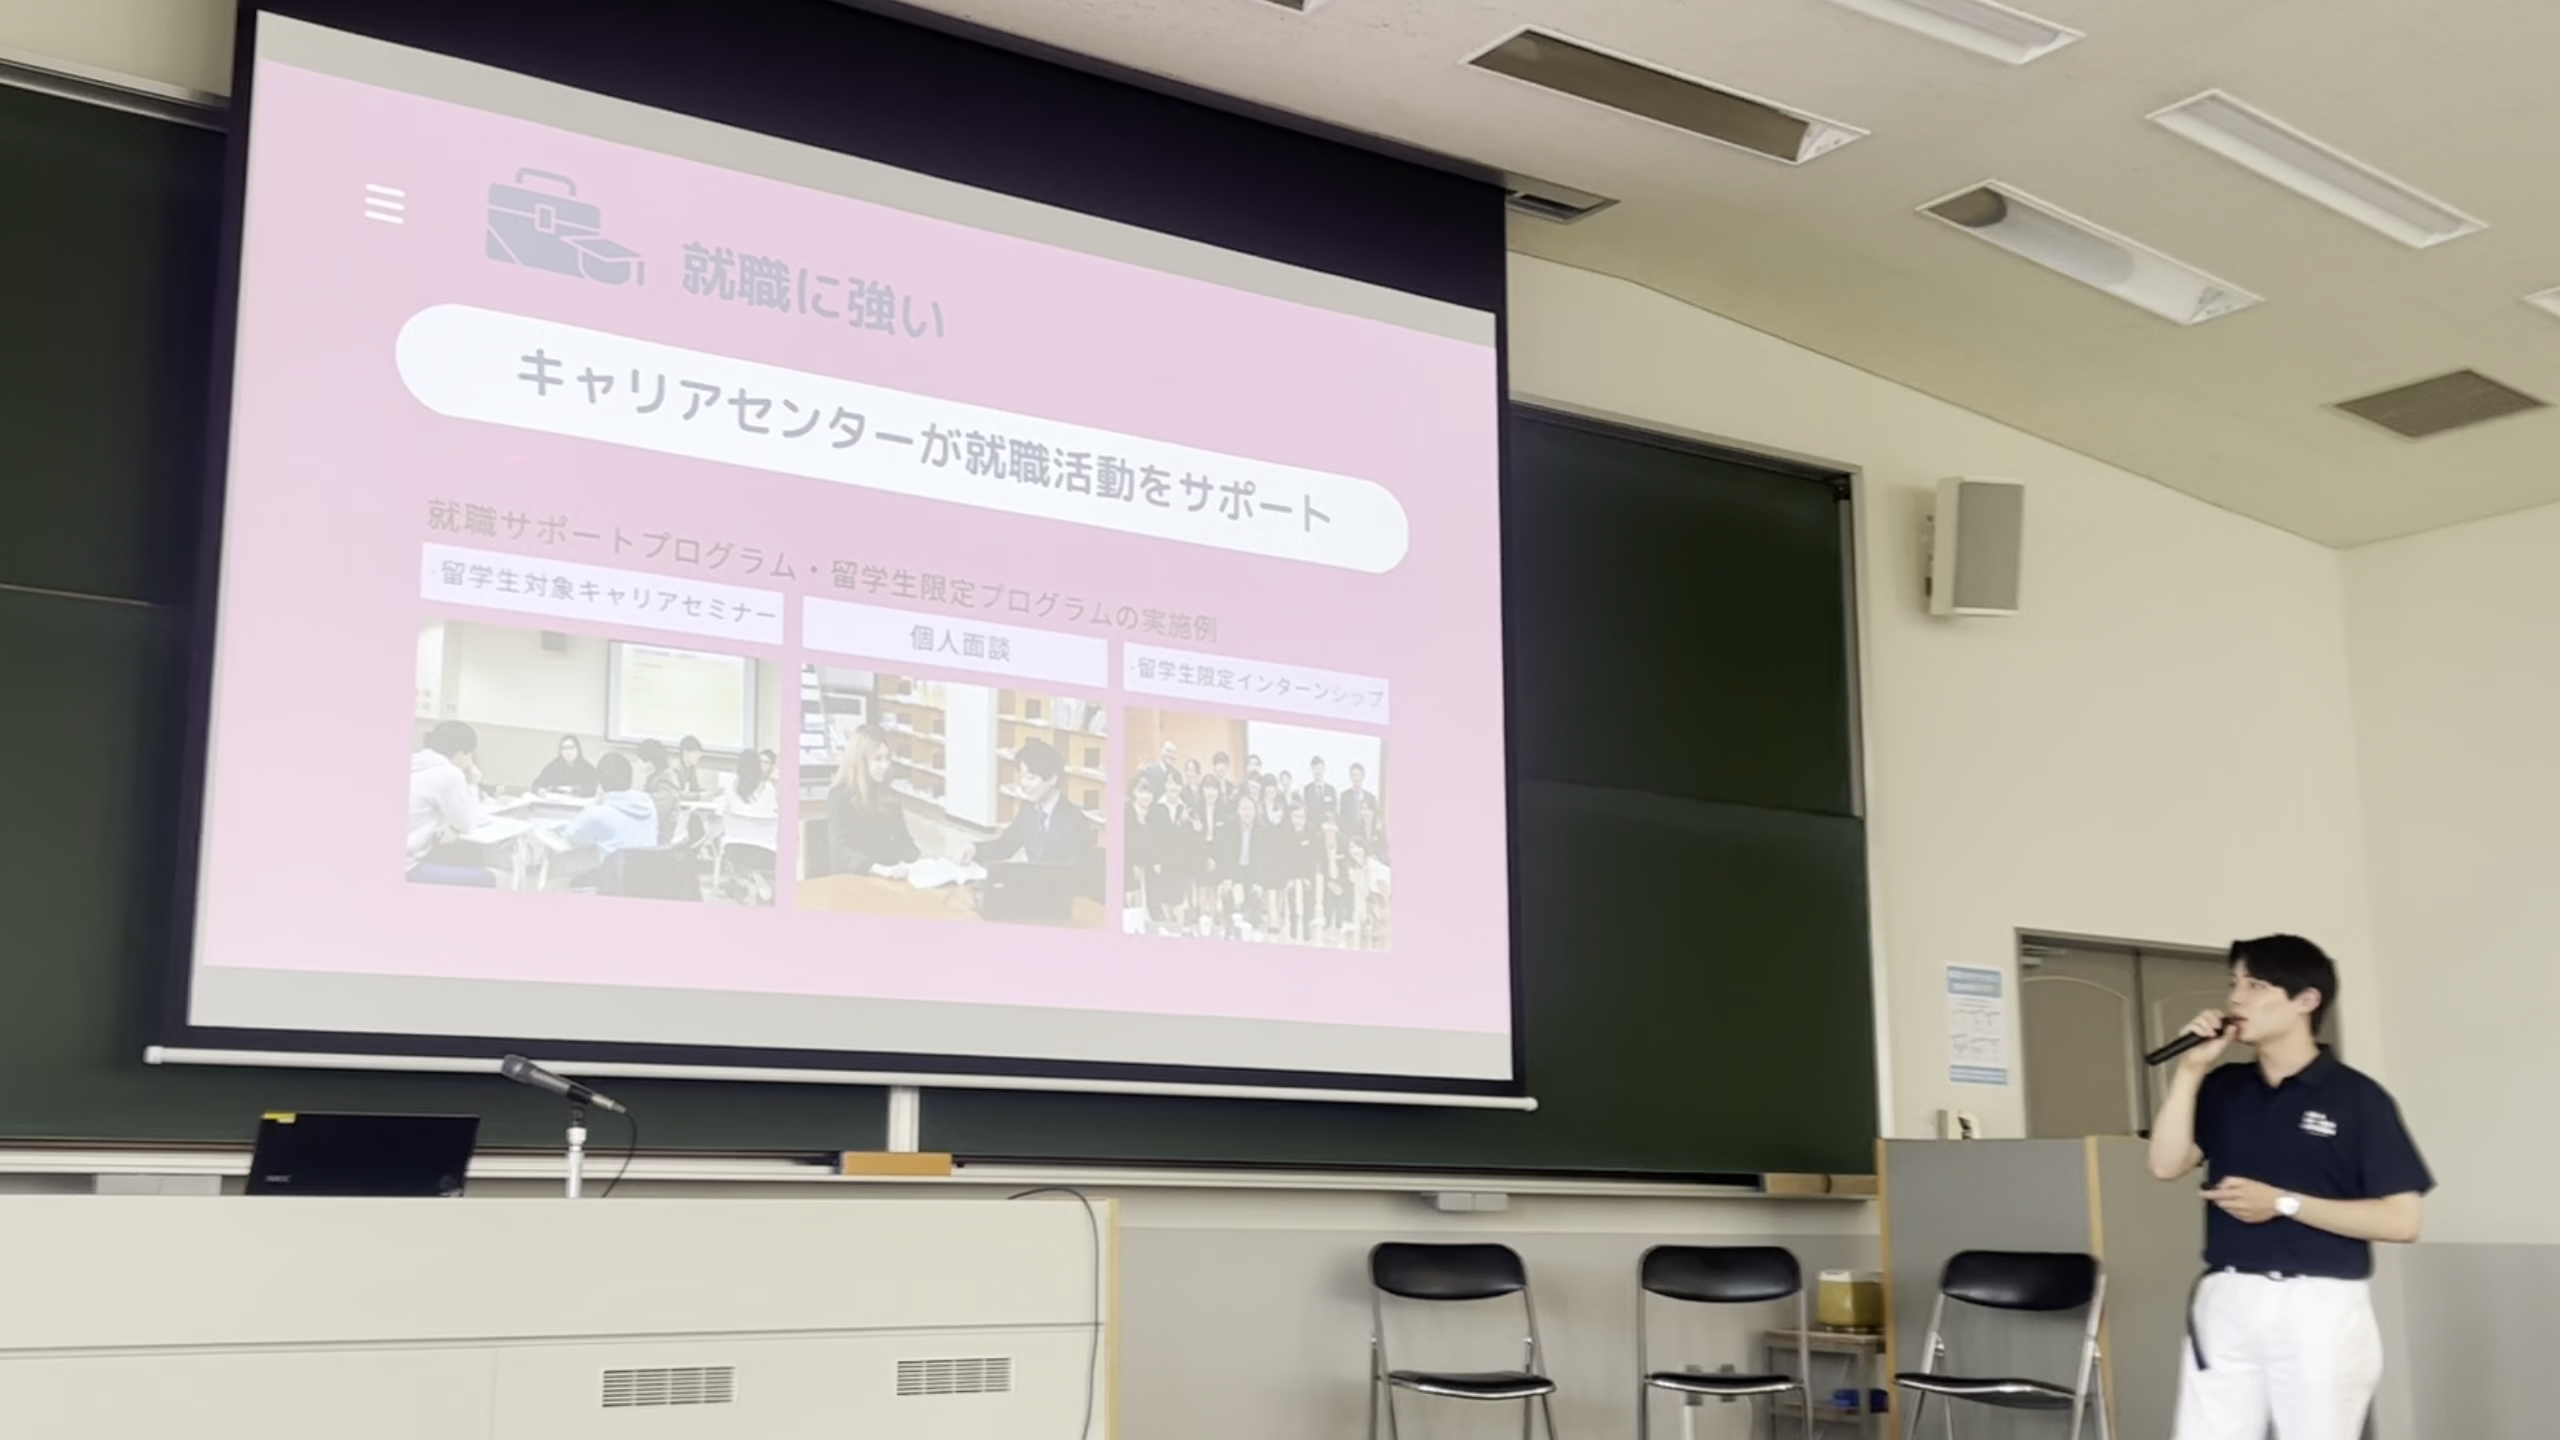 就職に強い
キャリアセンターが就職活動をサポート
就職サポートプログラム・留学生限定プログラムの実施例
・留学生対象キャリアセミナー
個人面談
・留学生限定インターンシップ
NEC